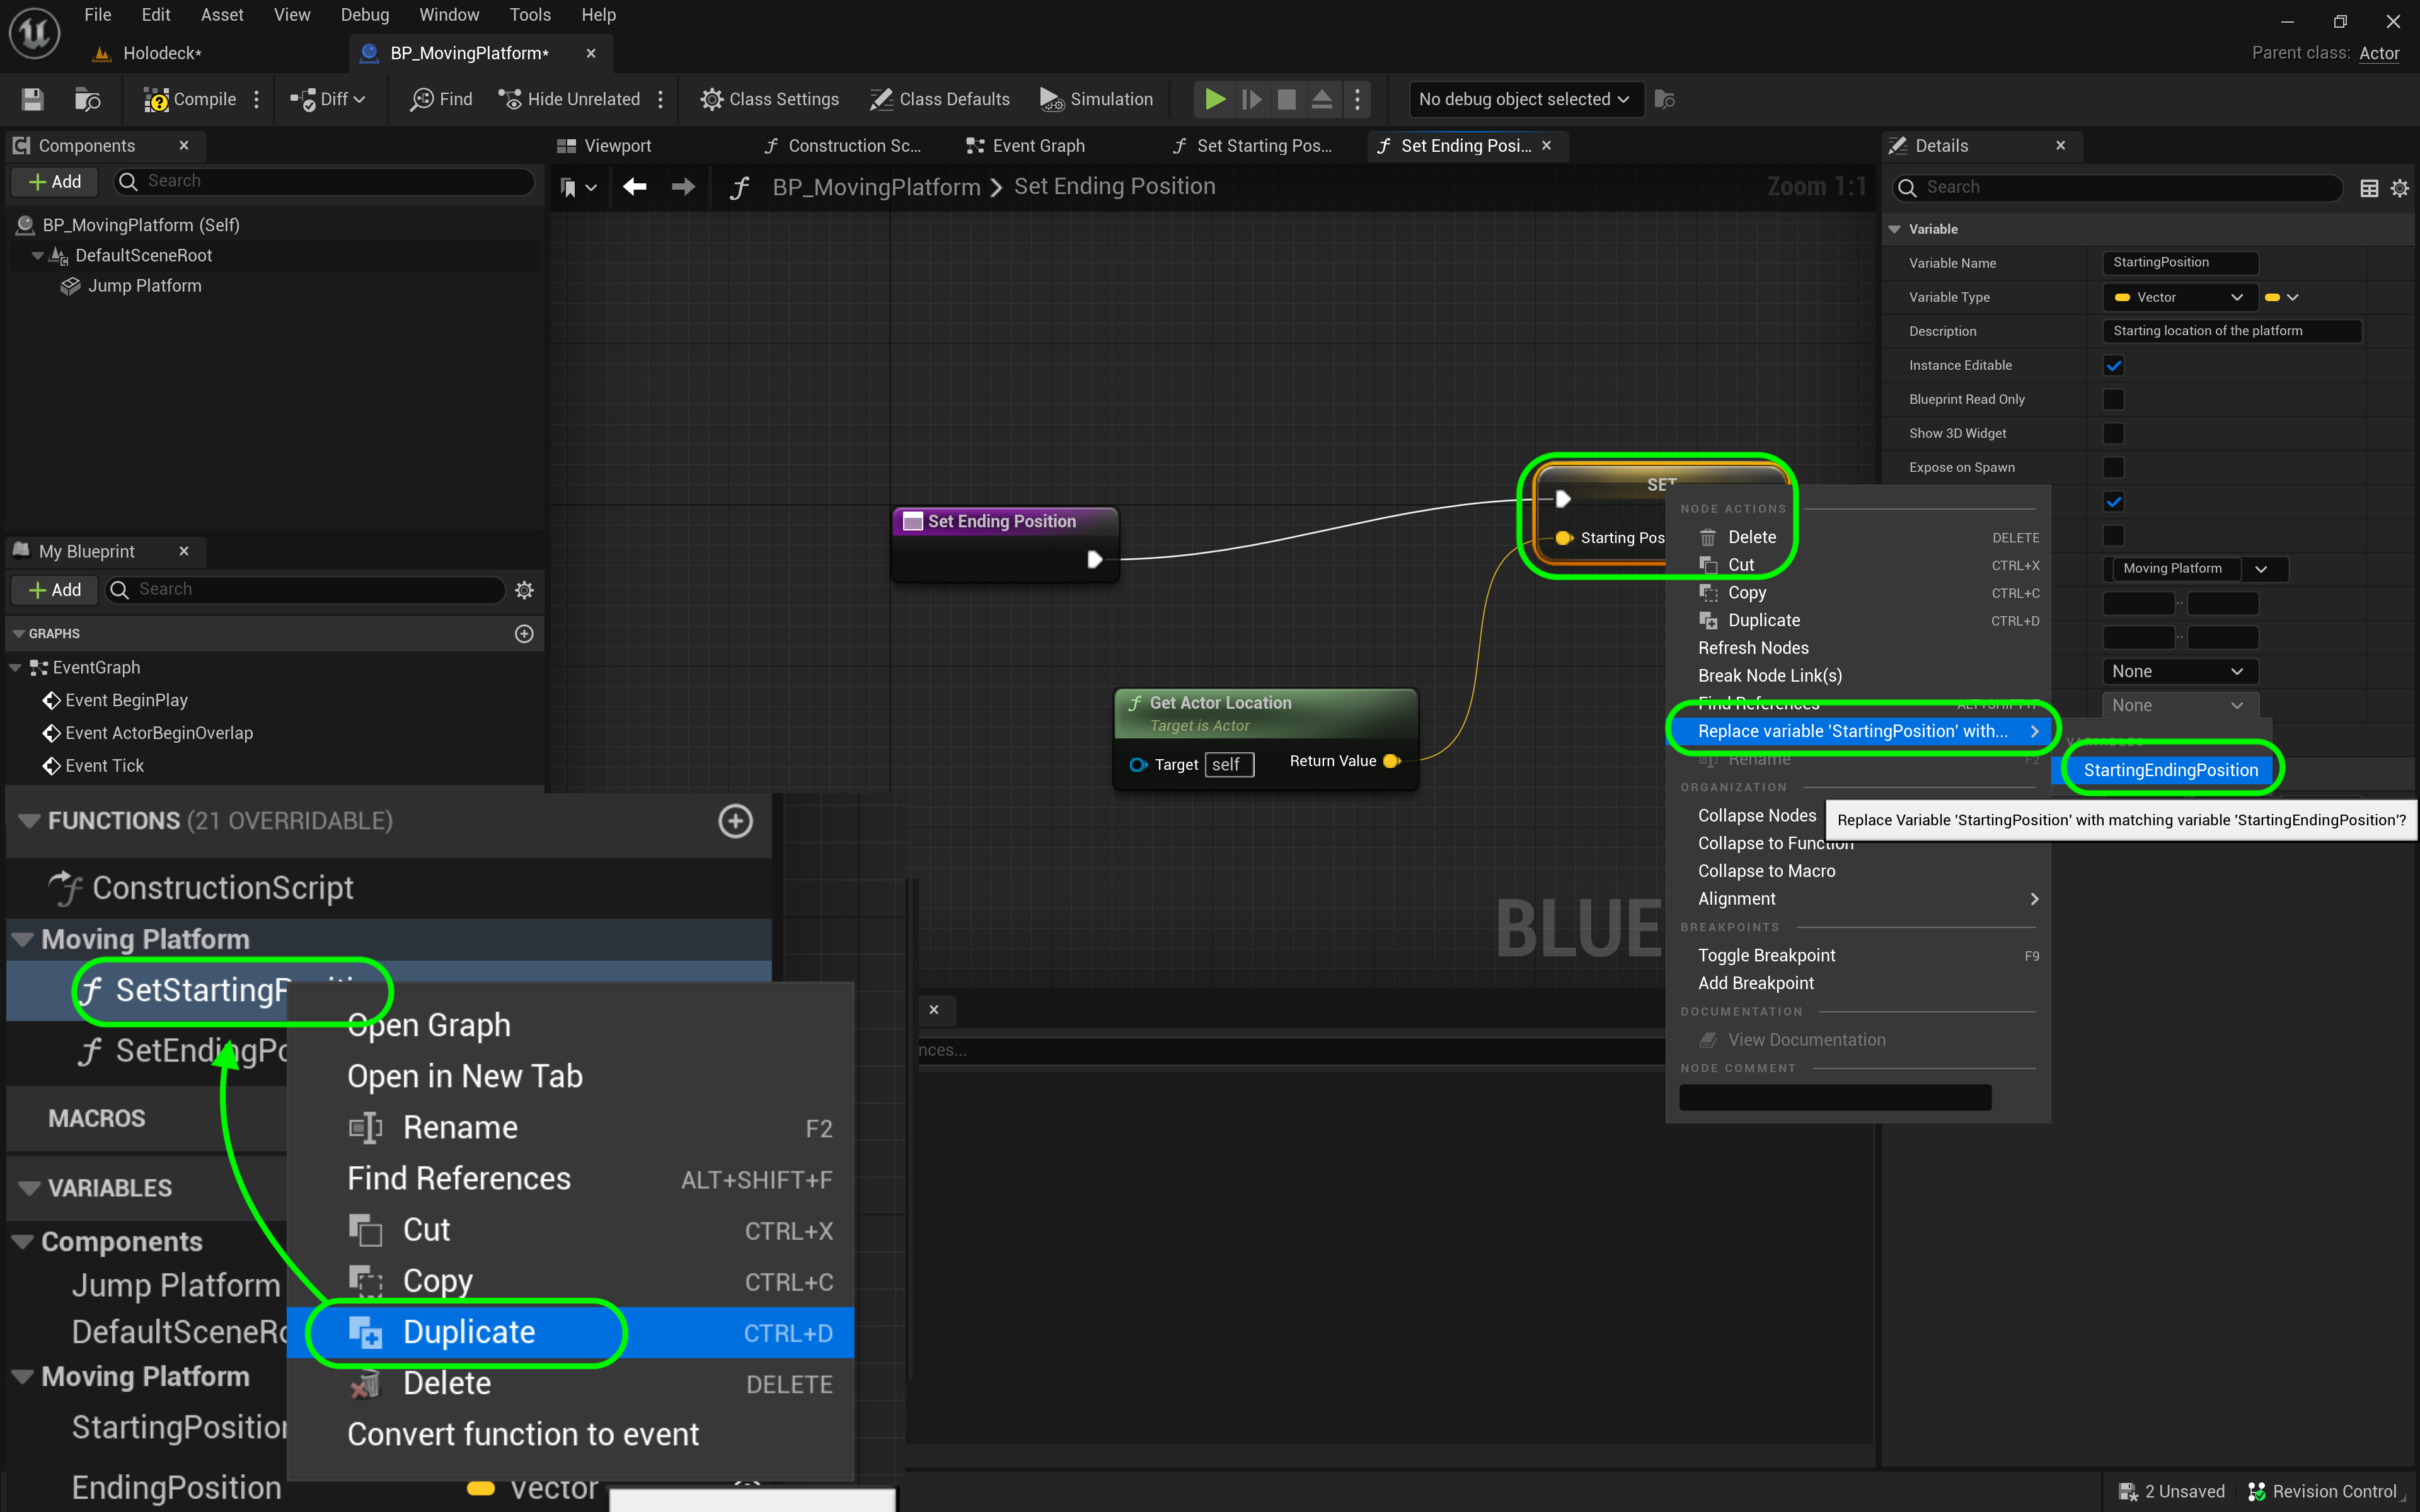 File Edit Asset View Debug Window Tools Help
Holodeck*
BP_MovingPlatform*
Parent class: Actor
Compile
Diff
Find
Hide Unrelated
Class Settings
Class Defaults
Simulation
No debug object selected
Components
Viewport
Construction Sc...
Event Graph
Set Starting Pos...
Set Ending Posi...
Details
Add
Search
BP_MovingPlatform > Set Ending Position
Zoom 1:1
Search
BP_MovingPlatform (Self)
DefaultSceneRoot
Jump Platform
Variable
Variable Name StartingPosition
Variable Type Vector
Description Starting location of the platform
Instance Editable
Blueprint Read Only
Show 3D Widget
Expose on Spawn
Moving Platform
..
..
None
None
Set Ending Position
SET
Starting Pos
Get Actor Location
Target is Actor
Target self
Return Value
BLUE
NODE ACTIONS
Delete DELETE
Cut CTRL+X
Copy CTRL+C
Duplicate CTRL+D
Refresh Nodes
Break Node Link(s)
Find References ALT+SHIFT+F
Replace variable 'StartingPosition' with...
Rename F2
VARIABLES
StartingEndingPosition
Replace Variable 'StartingPosition' with matching variable 'StartingEndingPosition'?
ORGANIZATION
Collapse Nodes
Collapse to Function
Collapse to Macro
Alignment
BREAKPOINTS
Toggle Breakpoint F9
Add Breakpoint
DOCUMENTATION
View Documentation
NODE COMMENT
My Blueprint
Add
Search
GRAPHS
EventGraph
Event BeginPlay
Event ActorBeginOverlap
Event Tick
FUNCTIONS (21 OVERRIDABLE)
ConstructionScript
Moving Platform
SetStartingPositi
SetEndingPo
MACROS
VARIABLES
Components
Jump Platform
DefaultSceneRo
Moving Platform
StartingPosition
EndingPosition Vector
Open Graph
Open in New Tab
Rename F2
Find References ALT+SHIFT+F
Cut CTRL+X
Copy CTRL+C
Duplicate CTRL+D
Delete DELETE
Convert function to event
nces...
2 Unsaved
Revision Control